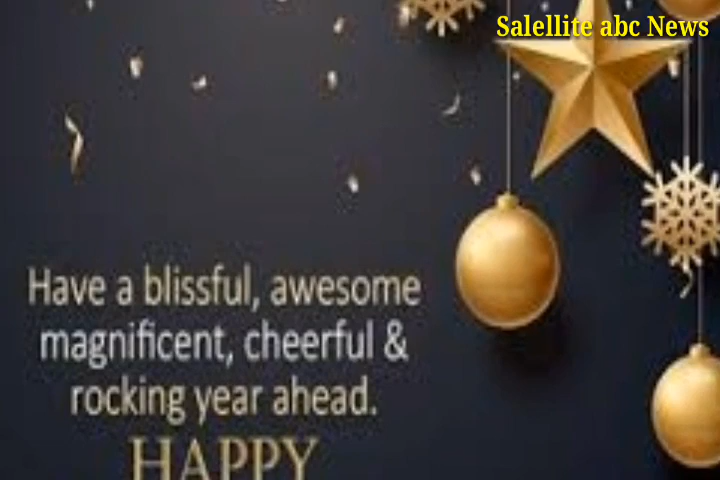 Salellite abc News
Have a blissful, awesome
magnificent, cheerful &
rocking year ahead.
HAPPY